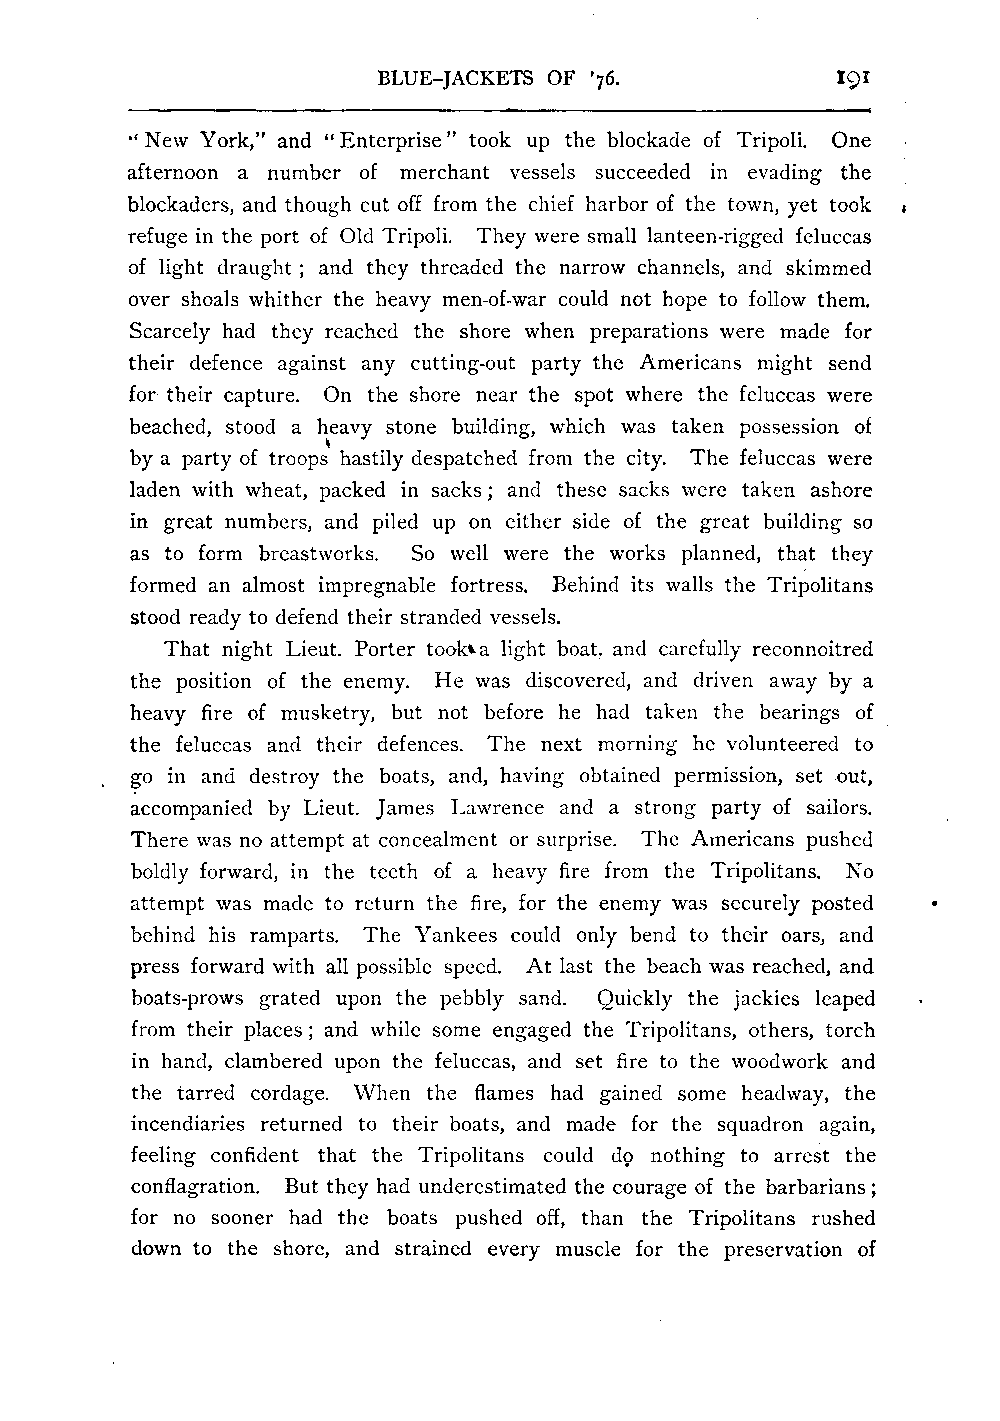 BLUE-JACKETS OF '76. 191
"New York," and "Enterprise" took up the blockade of Tripoli. One
afternoon a number of merchant vessels succeeded in evading the
blockaders, and though cut off from the chief harbor of the town, yet took
refuge in the port of Old Tripoli. They were small lanteen-rigged feluccas
of light draught; and they threaded the narrow channels, and skimmed
over shoals whither the heavy men-of-war could not hope to follow them.
Scarcely had they reached the shore when preparations were made for
their defence against any cutting-out party the Americans might send
for their capture. On the shore near the spot where the feluccas were
beached, stood a heavy stone building, which was taken possession of
by a party of troops hastily despatched from the city. The feluccas were
laden with wheat, packed in sacks; and these sacks were taken ashore
in great numbers, and piled up on either side of the great building so
as to form breastworks. So well were the works planned, that they
formed an almost impregnable fortress. Behind its walls the Tripolitans
stood ready to defend their stranded vessels.
That night Lieut. Porter took a light boat, and carefully reconnoitred
the position of the enemy. He was discovered, and driven away by a
heavy fire of musketry, but not before he had taken the bearings of
the feluccas and their defences. The next morning he volunteered to
go in and destroy the boats, and, having obtained permission, set out,
accompanied by Lieut. James Lawrence and a strong party of sailors.
There was no attempt at concealment or surprise. The Americans pushed
boldly forward, in the teeth of a heavy fire from the Tripolitans. No
attempt was made to return the fire, for the enemy was securely posted
behind his ramparts. The Yankees could only bend to their oars, and
press forward with all possible speed. At last the beach was reached, and
boats-prows grated upon the pebbly sand. Quickly the jackies leaped
from their places; and while some engaged the Tripolitans, others, torch
in hand, clambered upon the feluccas, and set fire to the woodwork and
the tarred cordage. When the flames had gained some headway, the
incendiaries returned to their boats, and made for the squadron again,
feeling confident that the Tripolitans could do nothing to arrest the
conflagration. But they had underestimated the courage of the barbarians;
for no sooner had the boats pushed off, than the Tripolitans rushed
down to the shore, and strained every muscle for the preservation of